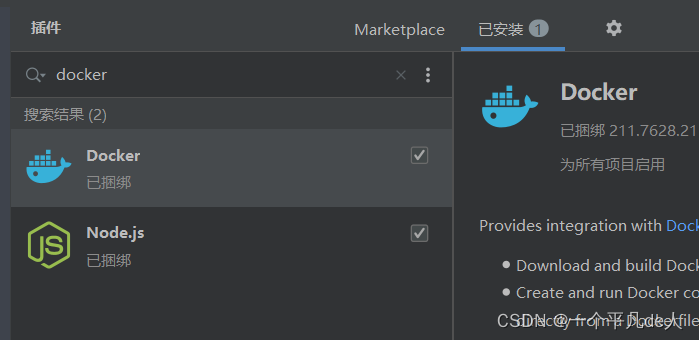 插件
Marketplace
已安装 1
docker
搜索结果 (2)
Docker
已捆绑
Node.js
已捆绑
Docker
已捆绑 211.7628.21
为所有项目启用
Provides integration with Dock
Download and build Dock
Create and run Docker co
directly from a Dockerfile
CSDN @一个平凡de人